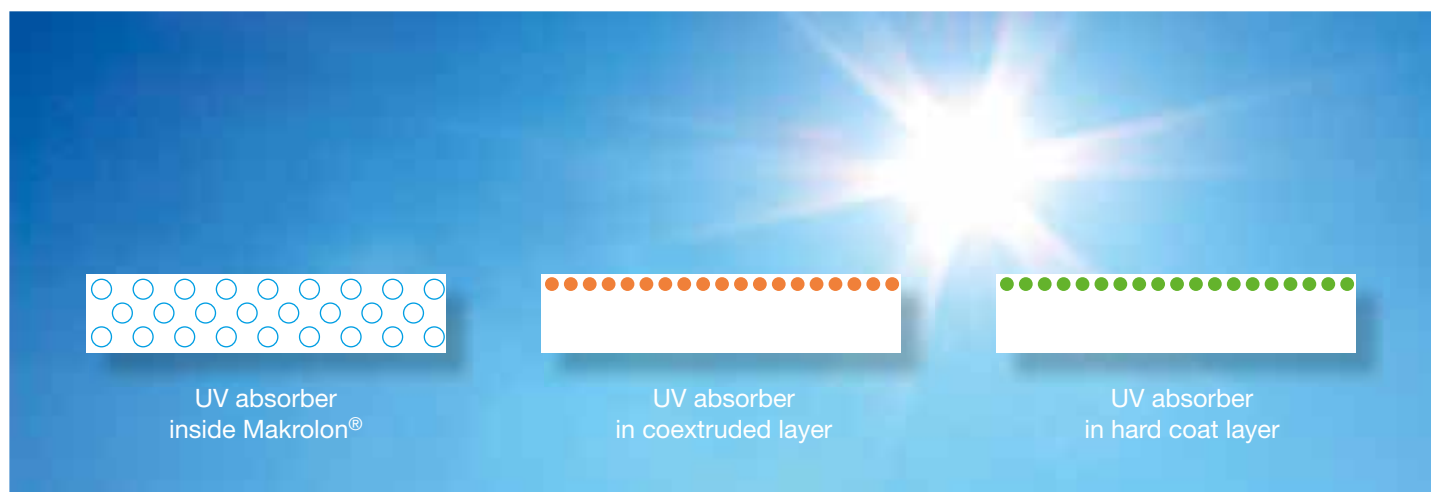 UV absorber
inside Makrolon®
UV absorber
in coextruded layer
UV absorber
in hard coat layer